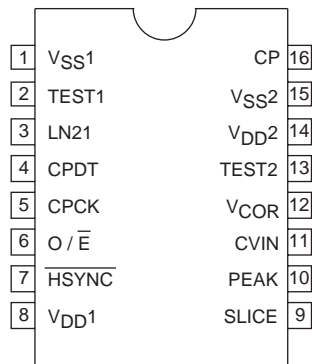 1 VSS1 CP 16
2 TEST1 VSS2 15
3 LN21 VDD2 14
4 CPDT TEST2 13
5 CPCK VCOR 12
6 O / E̅ CVIN 11
7 H̅S̅Y̅N̅C̅ PEAK 10
8 VDD1 SLICE 9